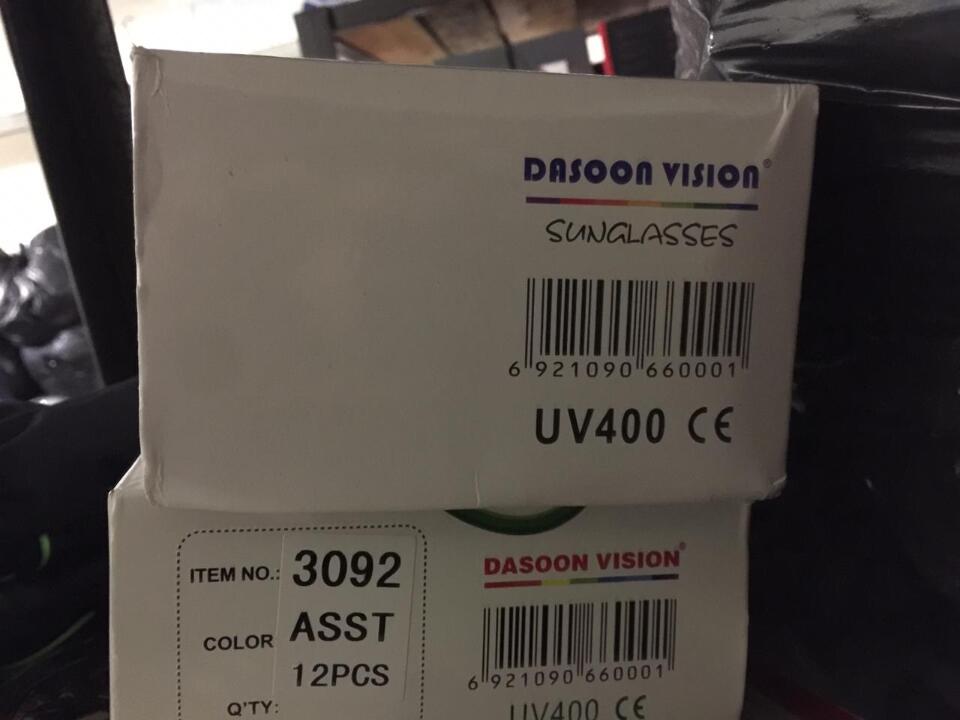 DASOON VISION®
SUNGLASSES
6 921090 660001
UV400 CE
ITEM NO.: 3092
COLOR ASST
12PCS
Q'TY:
DASOON VISION®
6 921090 660001
UV400 CE